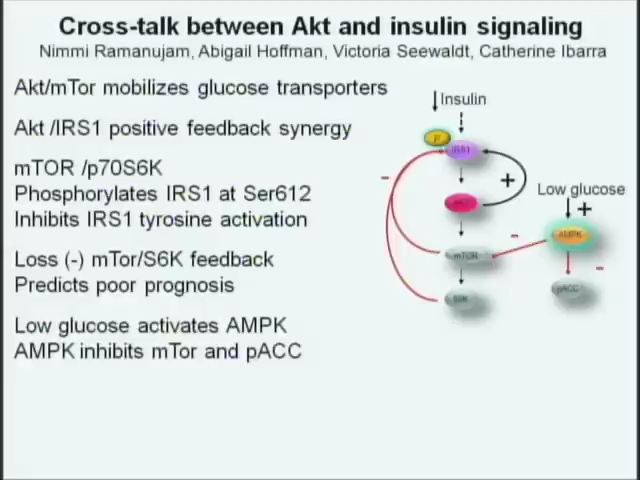 Cross-talk between Akt and insulin signaling
Nimmi Ramanujam, Abigail Hoffman, Victoria Seewaldt, Catherine Ibarra
Akt/mTor mobilizes glucose transporters
Akt /IRS1 positive feedback synergy
mTOR /p70S6K
Phosphorylates IRS1 at Ser612
Inhibits IRS1 tyrosine activation
Loss (-) mTor/S6K feedback
Predicts poor prognosis
Low glucose activates AMPK
AMPK inhibits mTor and pACC
Insulin
P
IRS1
-
+
Low glucose
+
AMPK
-
mTOR
-
pACC
S6K